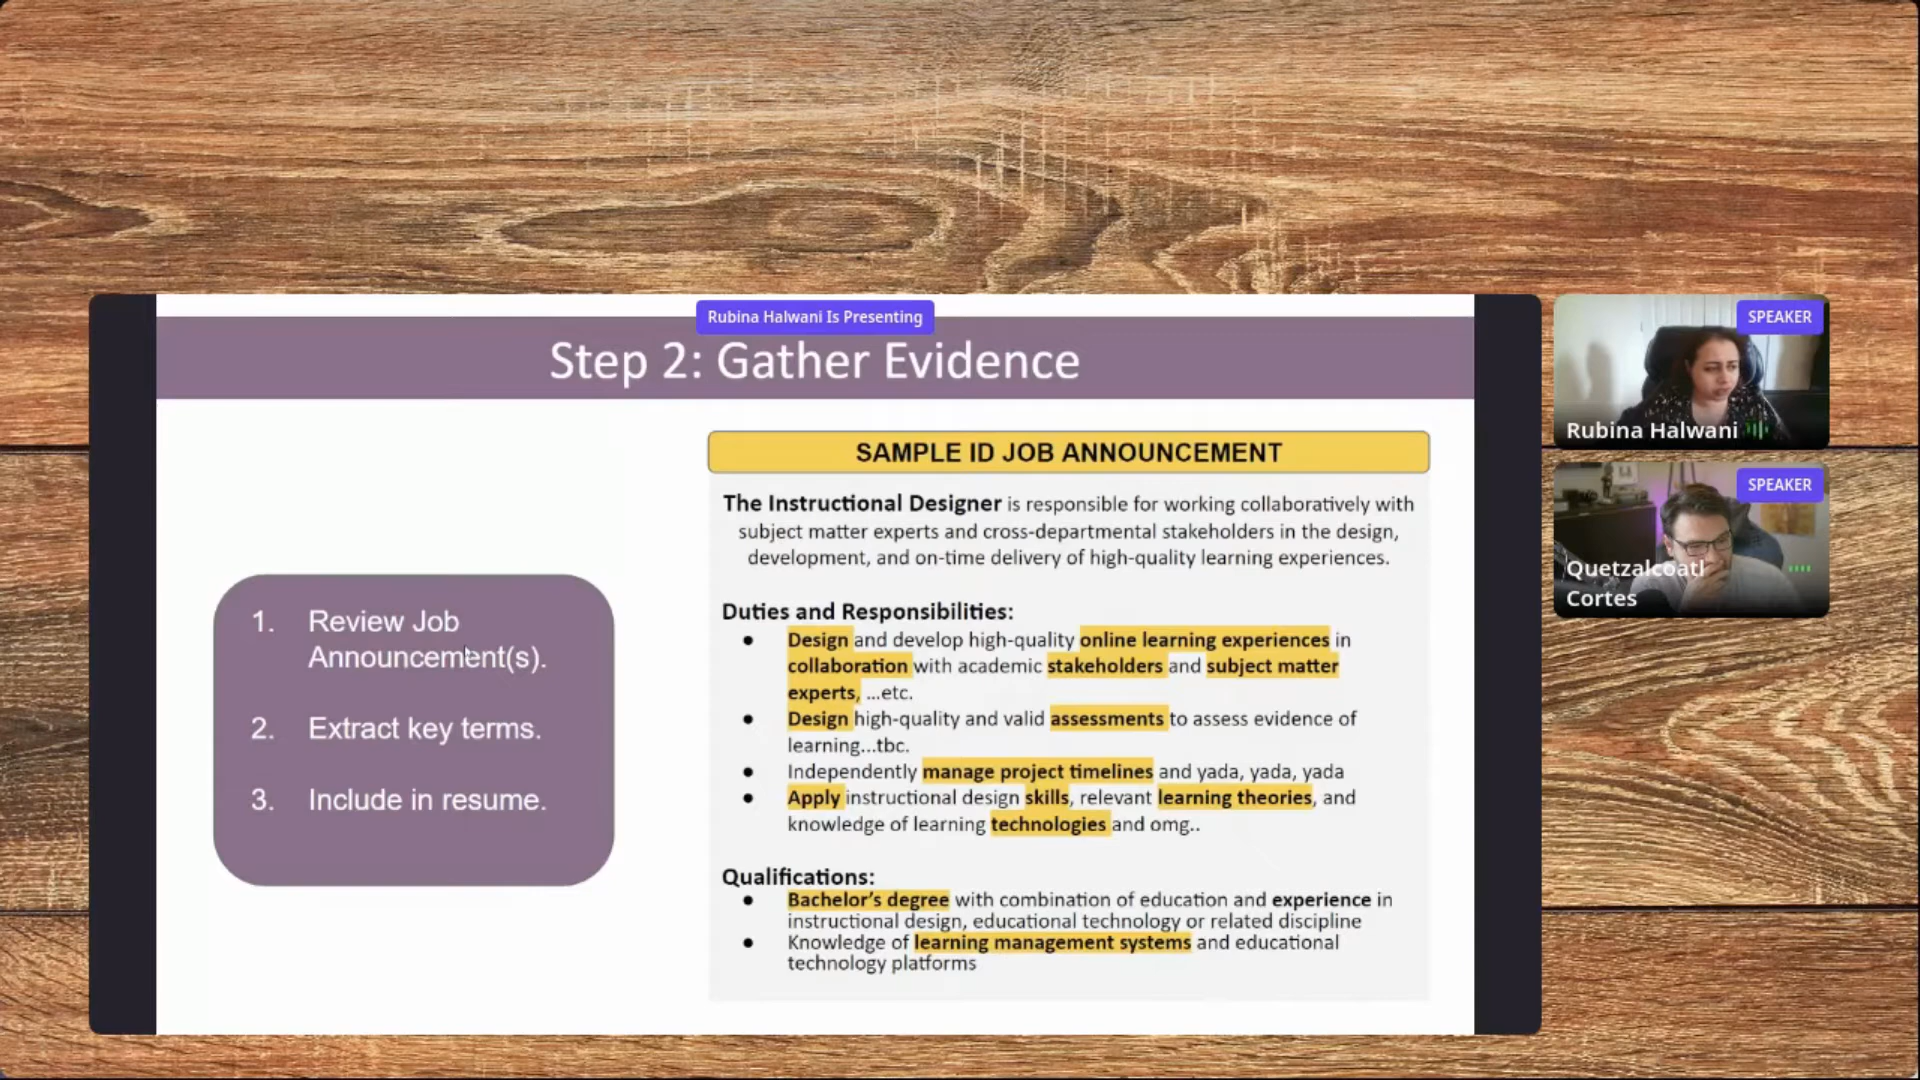 Rubina Halwani Is Presenting
Step 2: Gather Evidence
1. Review Job
Announcement(s).
2. Extract key terms.
3. Include in resume.
SAMPLE ID JOB ANNOUNCEMENT
The Instructional Designer is responsible for working collaboratively with
subject matter experts and cross-departmental stakeholders in the design,
development, and on-time delivery of high-quality learning experiences.
Duties and Responsibilities:
● Design and develop high-quality online learning experiences in
collaboration with academic stakeholders and subject matter
experts, ...etc.
● Design high-quality and valid assessments to assess evidence of
learning...tbc.
● Independently manage project timelines and yada, yada, yada
● Apply instructional design skills, relevant learning theories, and
knowledge of learning technologies and omg..
Qualifications:
● Bachelor’s degree with combination of education and experience in
instructional design, educational technology or related discipline
● Knowledge of learning management systems and educational
technology platforms
SPEAKER
Rubina Halwani
SPEAKER
Quetzalcoatl
Cortes